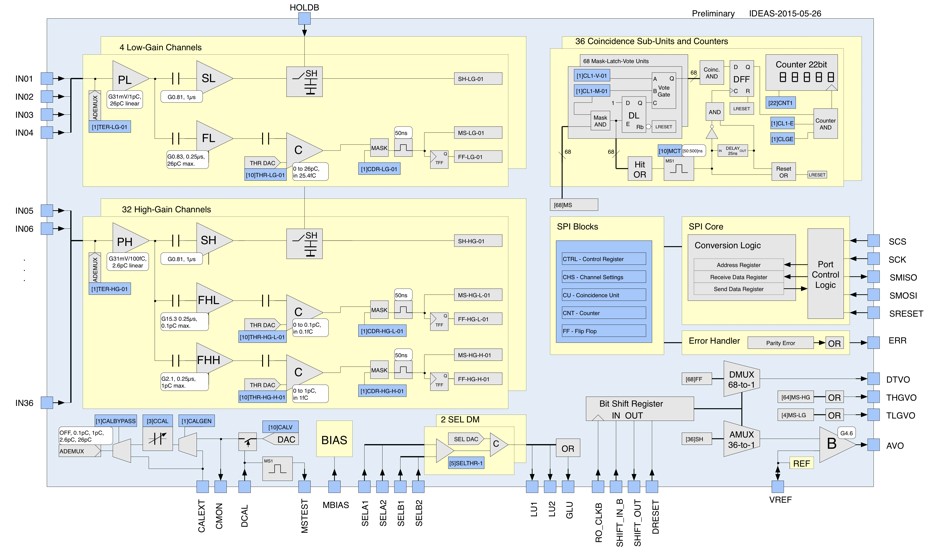 HOLDB
Preliminary IDEAS-2015-05-26
4 Low-Gain Channels
IN01
IN02
IN03
IN04
ADEMUX
[1]TER-LG-01
PL
G31mV/1pC,
26pC linear
SL
G0.81, 1µs
SH
SH-LG-01
FL
G0.83, 0.25µs,
26pC max.
THR DAC
[10]THR-LG-01
C
0 to 26pC,
in 25.4fC
MASK
[1]CDR-LG-01
50ns
TFF
MS-LG-01
FF-LG-01
32 High-Gain Channels
IN05
IN06
IN36
ADEMUX
[1]TER-HG-01
PH
G31mV/100fC,
2.6pC linear
SH
G0.81, 1µs
SH
SH-HG-01
FHL
G15.3 0.25µs,
0.1pC max.
THR DAC
[10]THR-HG-L-01
C
0 to 0.1pC,
in 0.1fC
MASK
[1]CDR-HG-L-01
50ns
TFF
MS-HG-L-01
FF-HG-L-01
FHH
G2.1, 0.25µs,
1pC max.
THR DAC
[10]THR-HG-H-01
C
0 to 1pC,
in 1fC
MASK
[1]CDR-HG-H-01
50ns
TFF
MS-HG-H-01
FF-HG-H-01
36 Coincidence Sub-Units and Counters
68 Mask-Latch-Vote Units
[1]CL1-V-01
[1]CL1-M-01
Mask
AND
D Q
DL
E Rb
A Q
B
C
Vote
Gate
LRESET
68
Coinc.
AND
D Q
DFF
C R
LRESET
AND
Counter 22bit
[22]CNT1
[1]CL1-E
[1]CLGE
Counter
AND
68
68
Hit
OR
[10]MCT
MS1
DELAY
25ns
Reset
OR
LRESET
[68]MS
SPI Blocks
CTRL - Control Register
CHS - Channel Settings
CU - Coincidence Unit
CNT - Counter
FF - Flip Flop
SPI Core
Conversion Logic
Address Register
Receive Data Register
Send Data Register
Port
Control
Logic
SCS
SCK
SMISO
SMOSI
SRESET
Error Handler
Parity Error
OR
ERR
[68]FF
DMUX
68-to-1
DTVO
Bit Shift Register
IN OUT
[64]MS-HG
OR
THGVO
[4]MS-LG
OR
TLGVO
[36]SH
AMUX
36-to-1
B
G4.6
AVO
REF
VREF
OFF, 0.1pC, 1pC,
2.6pC, 26pC
ADEMUX
[1]CALBYPASS
[3]CCAL
[1]CALGEN
[10]CALV
DAC
MS1
BIAS
2 SEL DM
SEL DAC
[5]SELTHR-1
C
OR
CALEXT
CMON
DCAL
MSTEST
MBIAS
SELA1
SELA2
SELB1
SELB2
LU1
LU2
GLU
RO_CLKB
SHIFT_IN_B
SHIFT_OUT
DRESET